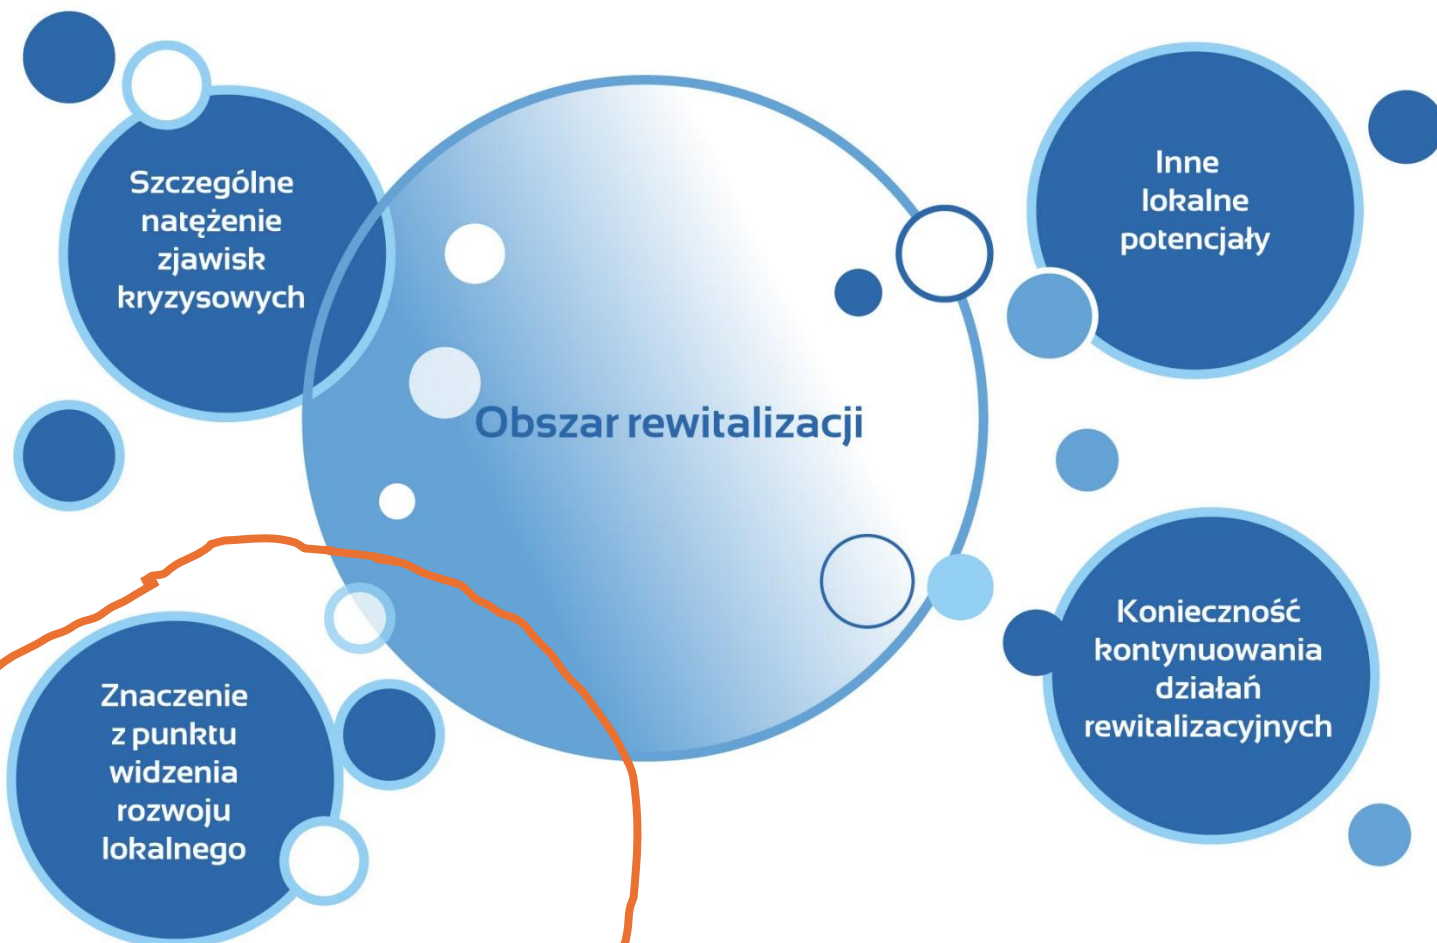 Szczególne
natężenie
zjawisk
kryzysowych
Inne
lokalne
potencjały
Obszar rewitalizacji
Znaczenie
z punktu
widzenia
rozwoju
lokalnego
Konieczność
kontynuowania
działań
rewitalizacyjnych